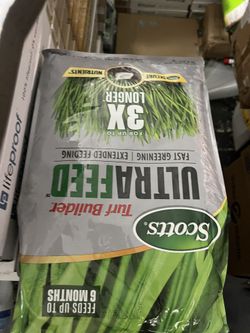 Scotts
Turf Builder
ULTRAFEED™
FAST GREENING | EXTENDED FEEDING
FEEDS UP TO
6 MONTHS
FOR UP TO
3X
LONGER
NUTRIENTS
lifeproof